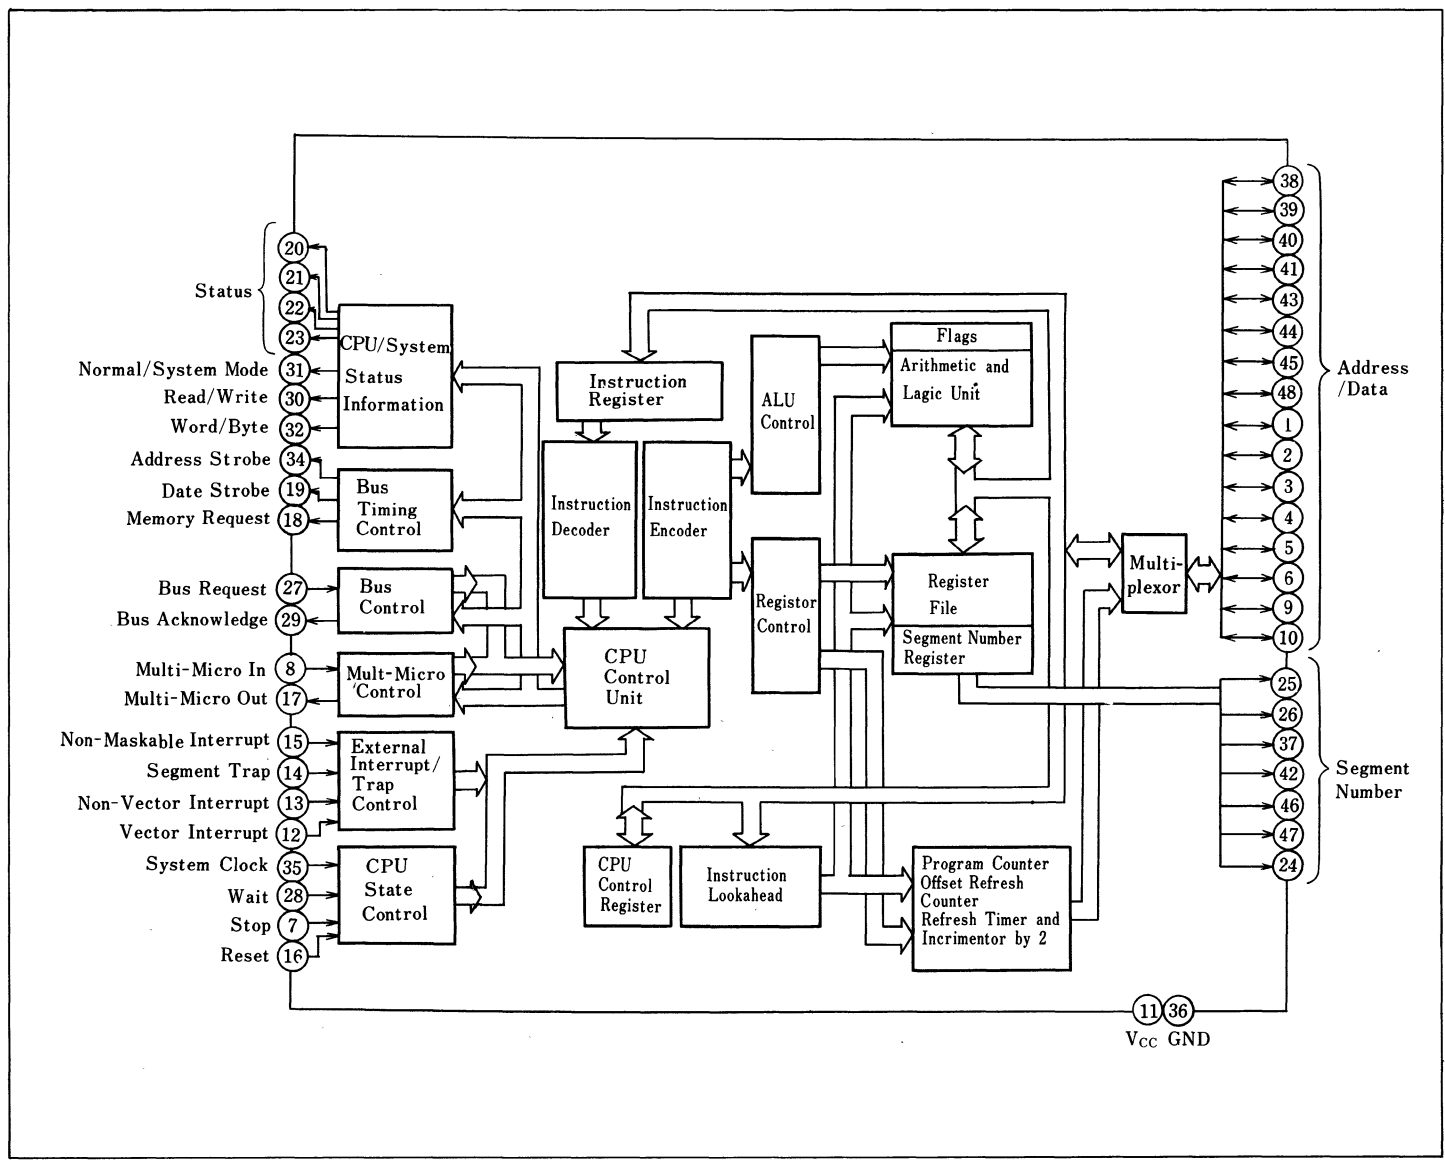 20
21
Status
22
23
Normal/System Mode 31
Read/Write 30
Word/Byte 32
Address Strobe 34
Date Strobe 19
Memory Request 18
Bus Request 27
Bus Acknowledge 29
Multi-Micro In 8
Multi-Micro Out 17
Non-Maskable Interrupt 15
Segment Trap 14
Non-Vector Interrupt 13
Vector Interrupt 12
System Clock 35
Wait 28
Stop 7
Reset 16
CPU/System
Status
Information
Bus
Timing
Control
Bus
Control
Mult-Micro
Control
External
Interrupt/
Trap
Control
CPU
State
Control
Instruction
Register
Instruction
Decoder
Instruction
Encoder
CPU
Control
Unit
ALU
Control
Registor
Control
Flags
Arithmetic and
Lagic Unit
Register
File
Segment Number
Register
CPU
Control
Register
Instruction
Lookahead
Program Counter
Offset Refresh
Counter
Refresh Timer and
Incrimentor by 2
Multi-
plexor
38
39
40
41
43
44
45
48
1
2
3
4
5
6
9
10
Address
/Data
25
26
37
42
46
47
24
Segment
Number
11 36
VCC GND